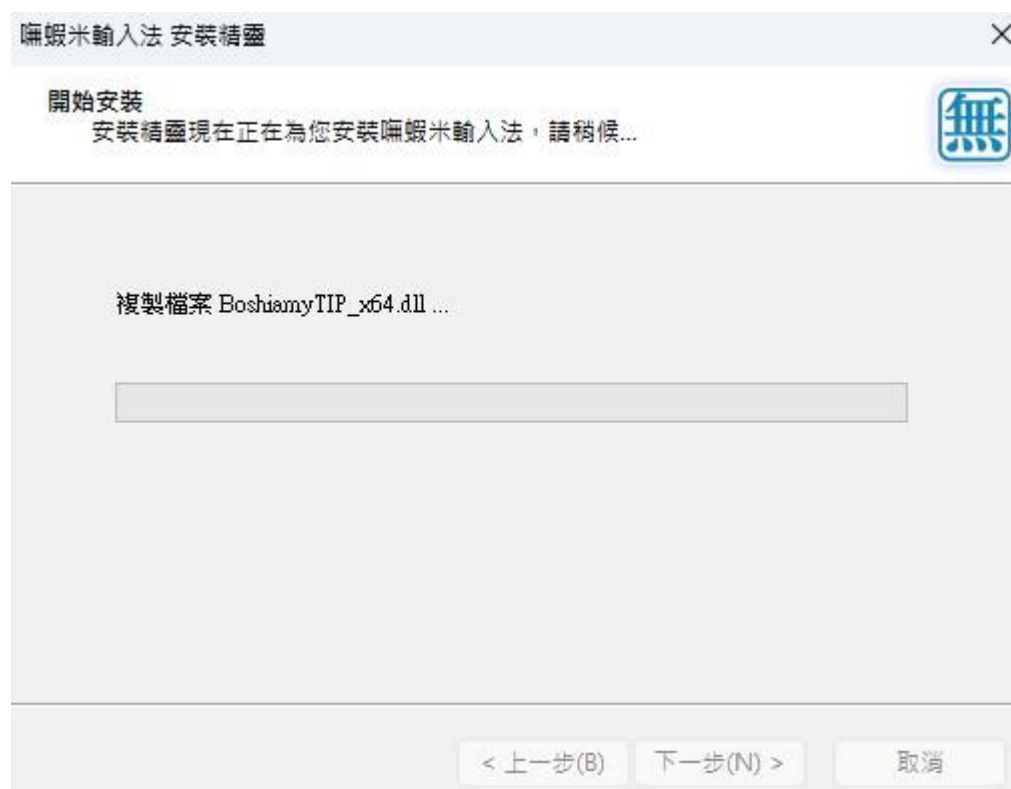 嘸蝦米輸入法 安裝精靈
開始安裝
安裝精靈現在正在為您安裝嘸蝦米輸入法，請稍候...
無
複製檔案 BoshiamyTIP_x64.dll ...
< 上一步(B)
下一步(N) >
取消